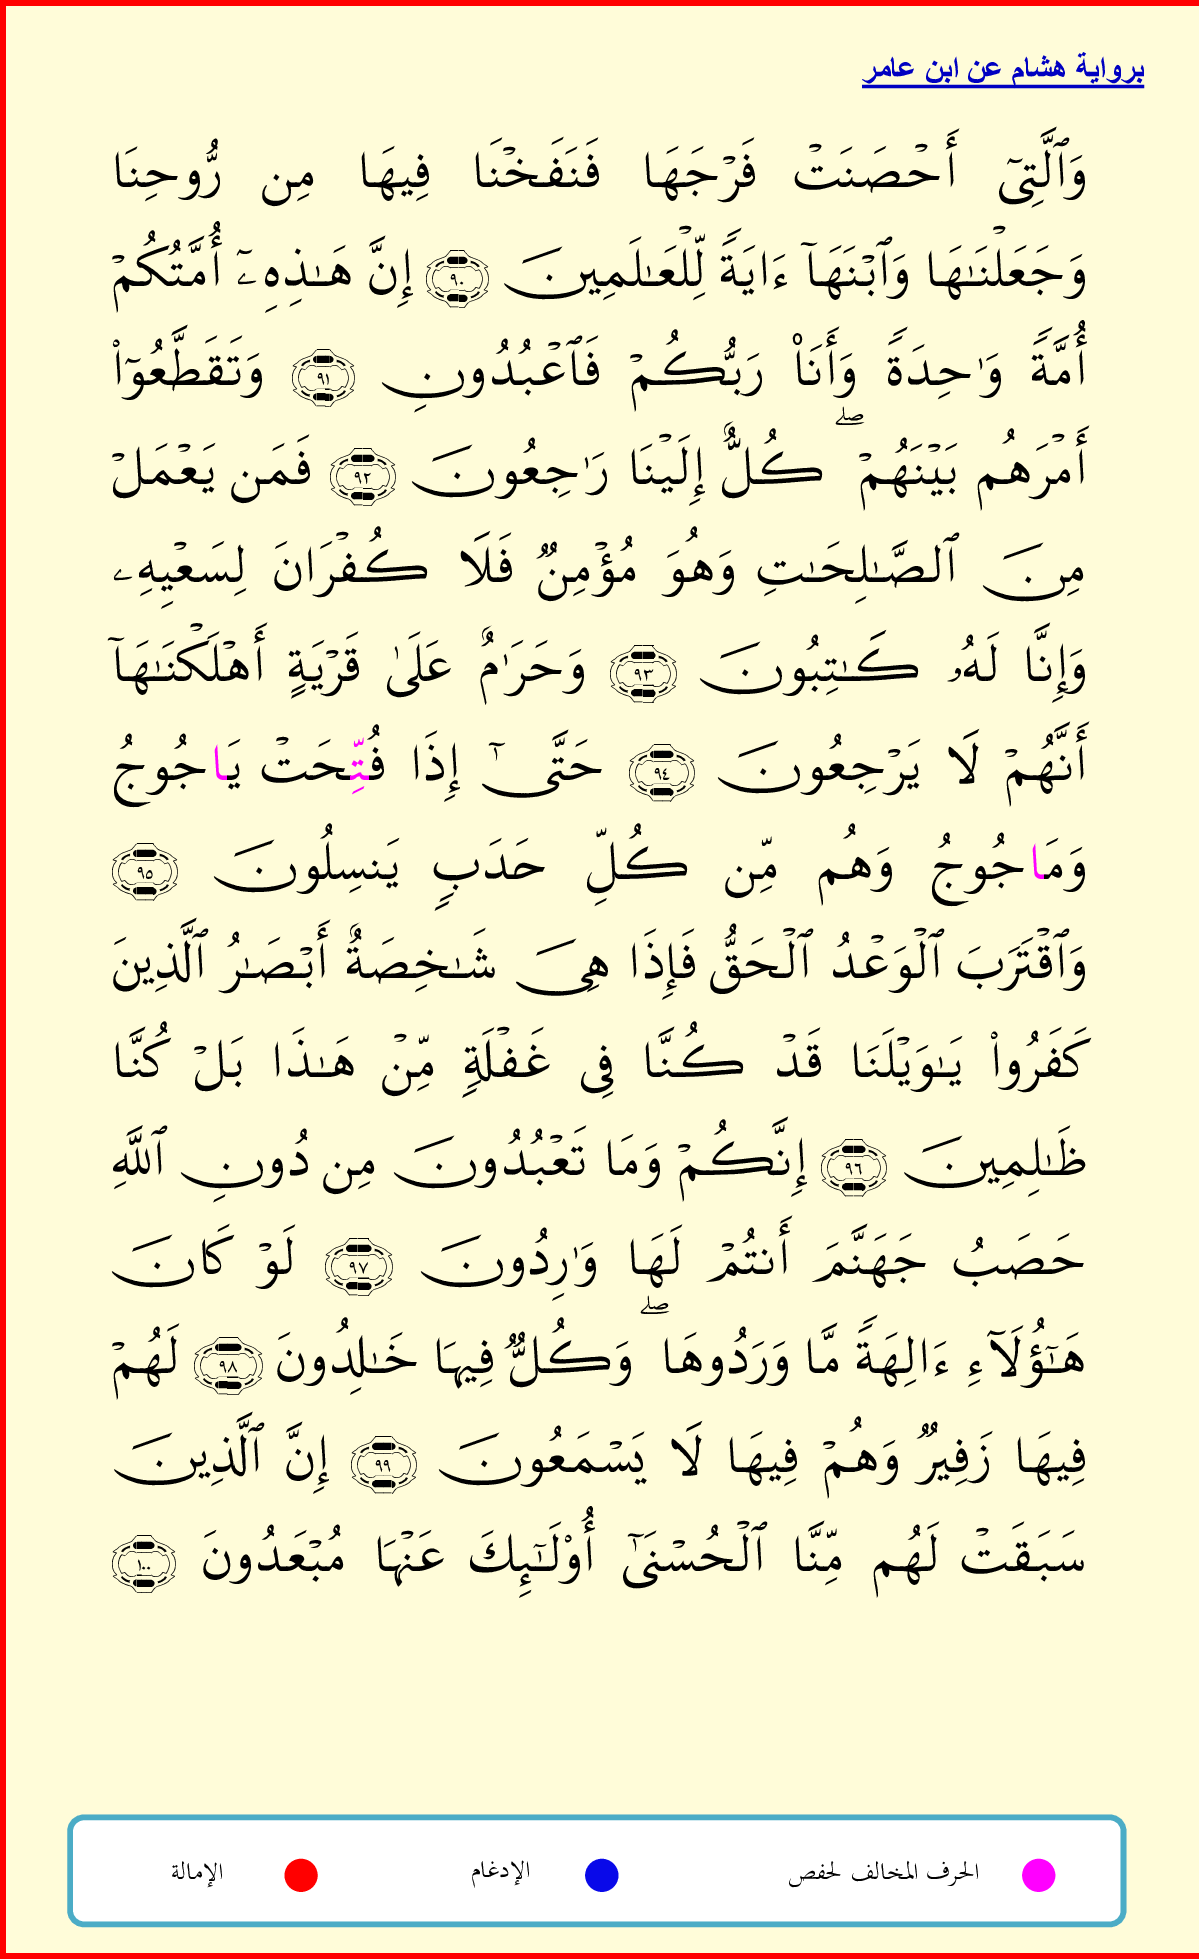 برواية هشام عن ابن عامر
وَٱلَّتِيٓ أَحۡصَنَتۡ فَرۡجَهَا فَنَفَخۡنَا فِيهَا مِن رُّوحِنَا
وَجَعَلۡنَٰهَا وَٱبۡنَهَآ ءَايَةٗ لِّلۡعَٰلَمِينَ ٩٠ إِنَّ هَٰذِهِۦٓ أُمَّتُكُمۡ
أُمَّةٗ وَٰحِدَةٗ وَأَنَا۠ رَبُّكُمۡ فَٱعۡبُدُونِ ٩١ وَتَقَطَّعُوٓاْ
أَمۡرَهُم بَيۡنَهُمۡۖ كُلٌّ إِلَيۡنَا رَٰجِعُونَ ٩٢ فَمَن يَعۡمَلۡ
مِنَ ٱلصَّٰلِحَٰتِ وَهُوَ مُؤۡمِنٞ فَلَا كُفۡرَانَ لِسَعۡيِهِۦ
وَإِنَّا لَهُۥ كَٰتِبُونَ ٩٣ وَحَرَٰمٌ عَلَىٰ قَرۡيَةٍ أَهۡلَكۡنَٰهَآ
أَنَّهُمۡ لَا يَرۡجِعُونَ ٩٤ حَتَّىٰٓ إِذَا فُتِّحَتۡ يَاجُوجُ
وَمَاجُوجُ وَهُم مِّن كُلِّ حَدَبٖ يَنسِلُونَ ٩٥
وَٱقۡتَرَبَ ٱلۡوَعۡدُ ٱلۡحَقُّ فَإِذَا هِيَ شَٰخِصَةٌ أَبۡصَٰرُ ٱلَّذِينَ
كَفَرُواْ يَٰوَيۡلَنَا قَدۡ كُنَّا فِي غَفۡلَةٖ مِّنۡ هَٰذَا بَلۡ كُنَّا
ظَٰلِمِينَ ٩٦ إِنَّكُمۡ وَمَا تَعۡبُدُونَ مِن دُونِ ٱللَّهِ
حَصَبُ جَهَنَّمَ أَنتُمۡ لَهَا وَٰرِدُونَ ٩٧ لَوۡ كَانَ
هَٰٓؤُلَآءِ ءَالِهَةٗ مَّا وَرَدُوهَاۖ وَكُلّٞ فِيهَا خَٰلِدُونَ ٩٨ لَهُمۡ
فِيهَا زَفِيرٞ وَهُمۡ فِيهَا لَا يَسۡمَعُونَ ٩٩ إِنَّ ٱلَّذِينَ
سَبَقَتۡ لَهُم مِّنَّا ٱلۡحُسۡنَىٰٓ أُوْلَٰٓئِكَ عَنۡهَا مُبۡعَدُونَ ١٠٠
الحرف المخالف لحفص الإدغام الإمالة